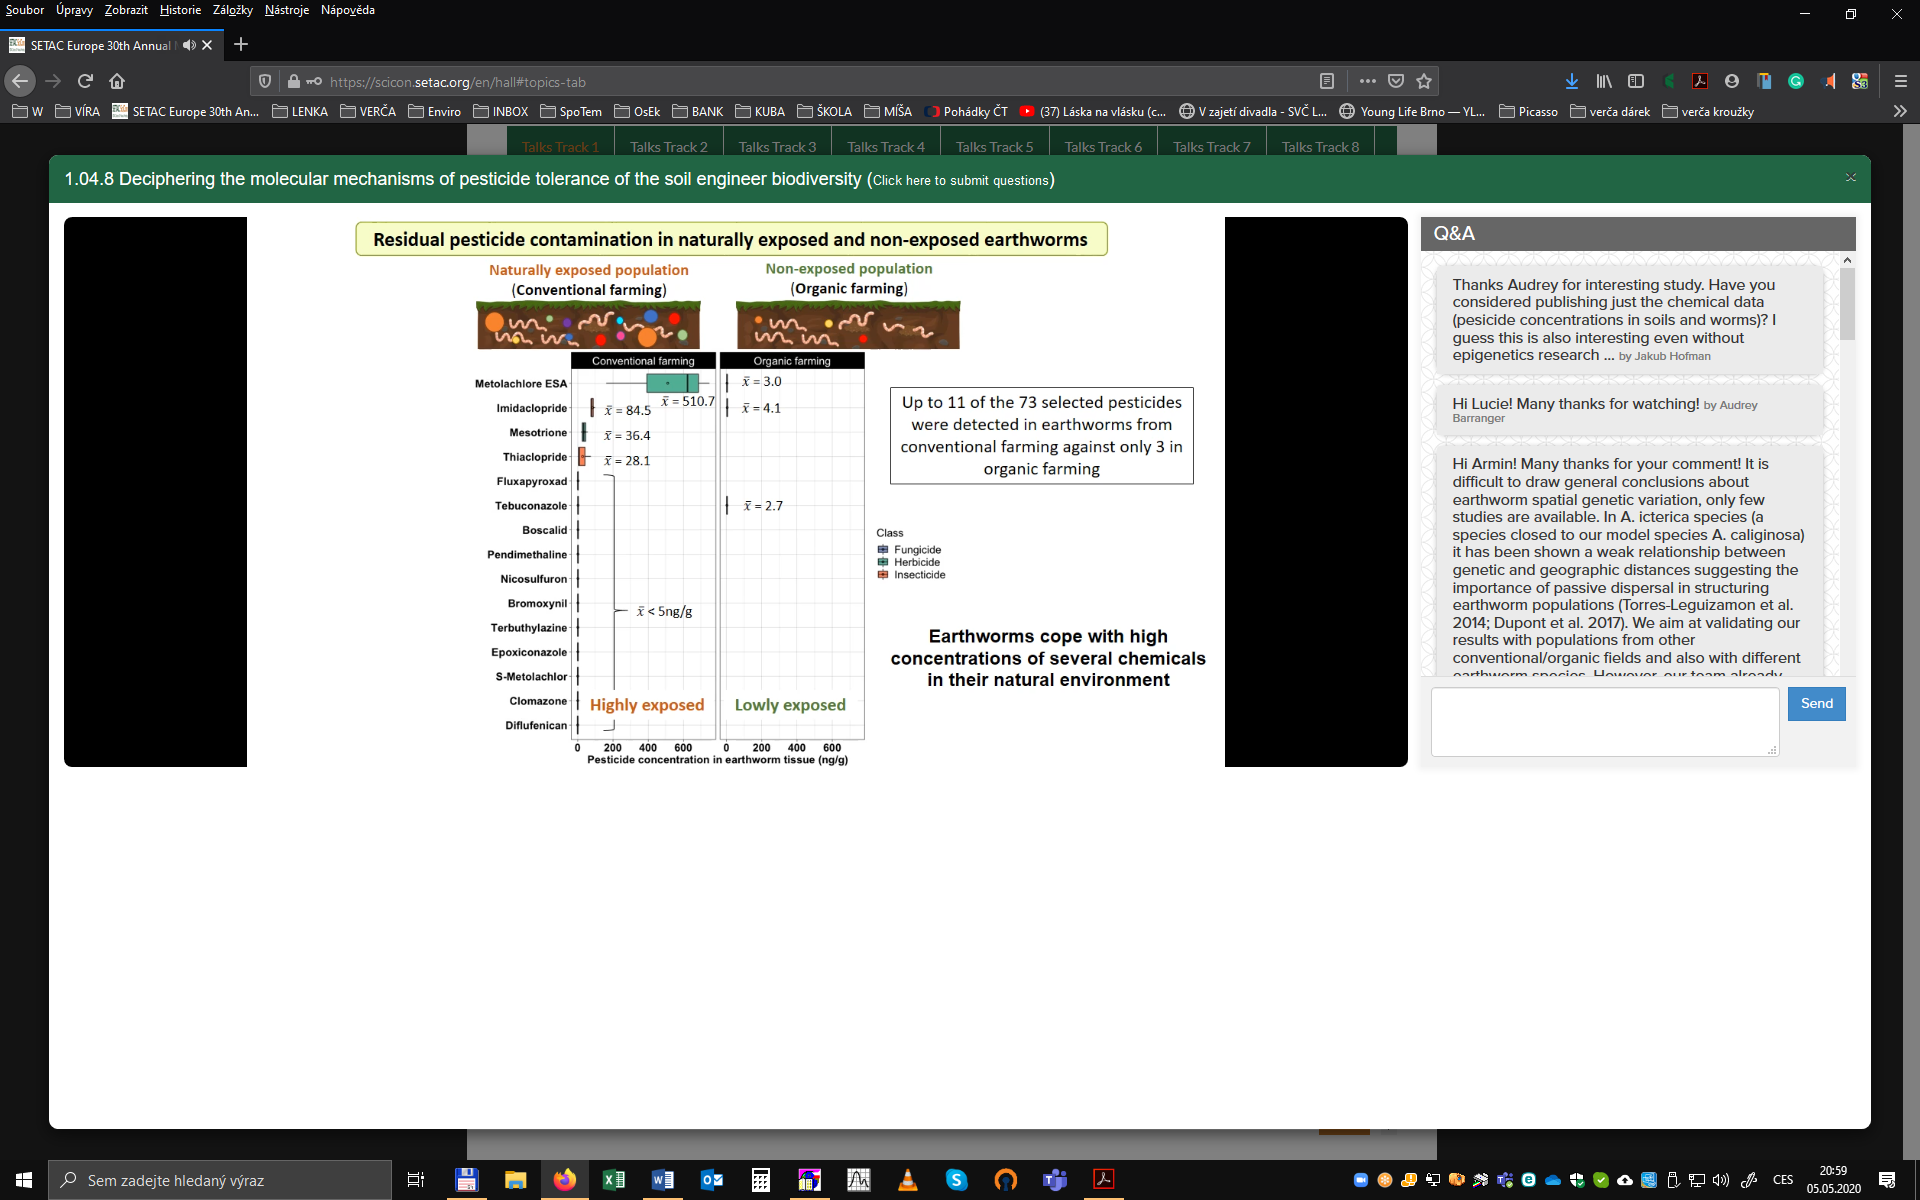 Soubor Úpravy Zobrazit Historie Záložky Nástroje Nápověda
SETAC Europe 30th Annual
https://scicon.setac.org/en/hall#topics-tab
W VÍRA SETAC Europe 30th An... LENKA VERČA Enviro INBOX SpoTem OsEk BANK KUBA ŠKOLA MÍŠA Pohádky ČT (37) Láska na vlásku (c... V zajetí divadla - SVČ L... Young Life Brno — YL... Picasso verča dárek verča kroužky
Talks Track 1 Talks Track 2 Talks Track 3 Talks Track 4 Talks Track 5 Talks Track 6 Talks Track 7 Talks Track 8
1.04.8 Deciphering the molecular mechanisms of pesticide tolerance of the soil engineer biodiversity (Click here to submit questions)
Residual pesticide contamination in naturally exposed and non-exposed earthworms
Naturally exposed population
(Conventional farming)
Non-exposed population
(Organic farming)
Conventional farming Organic farming
Metolachlore ESA
x̄ = 510.7
x̄ = 3.0
Imidaclopride
x̄ = 84.5
x̄ = 4.1
Mesotrione
x̄ = 36.4
Thiaclopride
x̄ = 28.1
Fluxapyroxad
Tebuconazole
x̄ = 2.7
Boscalid
Pendimethaline
Nicosulfuron
Bromoxynil
x̄ < 5ng/g
Terbuthylazine
Epoxiconazole
S-Metolachlor
Clomazone
Diflufenican
Highly exposed
Lowly exposed
0 200 400 600 0 200 400 600
Pesticide concentration in earthworm tissue (ng/g)
Up to 11 of the 73 selected pesticides
were detected in earthworms from
conventional farming against only 3 in
organic farming
Class
Fungicide
Herbicide
Insecticide
Earthworms cope with high
concentrations of several chemicals
in their natural environment
Q&A
Thanks Audrey for interesting study. Have you
considered publishing just the chemical data
(pesicide concentrations in soils and worms)? I
guess this is also interesting even without
epigenetics research ... by Jakub Hofman
Hi Lucie! Many thanks for watching! by Audrey
Barranger
Hi Armin! Many thanks for your comment! It is
difficult to draw general conclusions about
earthworm spatial genetic variation, only few
studies are available. In A. icterica species (a
species closed to our model species A. caliginosa)
it has been shown a weak relationship between
genetic and geographic distances suggesting the
importance of passive dispersal in structuring
earthworm populations (Torres-Leguizamon et al.
2014; Dupont et al. 2017). We aim at validating our
results with populations from other
conventional/organic fields and also with different
earthworm species. However, our team already
Send
Sem zadejte hledaný výraz
CES
20:59
05.05.2020